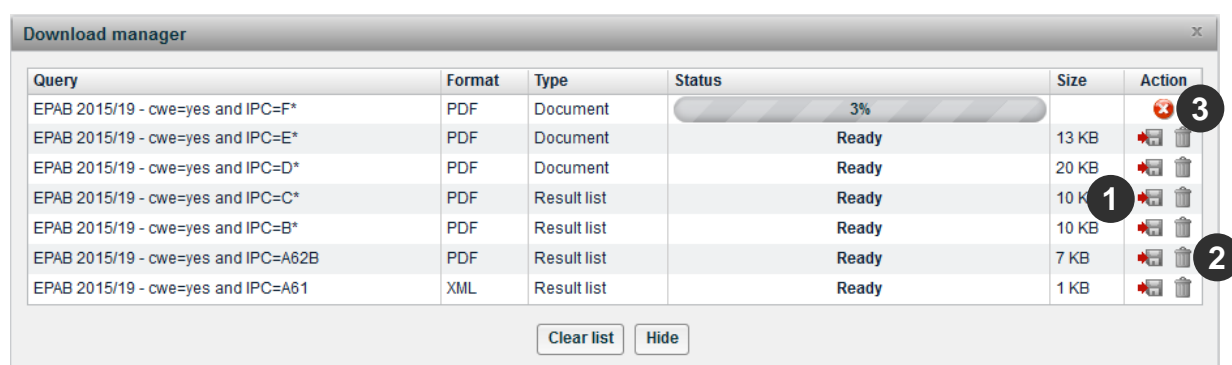 Download manager x
Query Format Type Status Size Action
EPAB 2015/19 - cwe=yes and IPC=F* PDF Document 3% 3
EPAB 2015/19 - cwe=yes and IPC=E* PDF Document Ready 13 KB
EPAB 2015/19 - cwe=yes and IPC=D* PDF Document Ready 20 KB
EPAB 2015/19 - cwe=yes and IPC=C* PDF Result list Ready 10 K 1
EPAB 2015/19 - cwe=yes and IPC=B* PDF Result list Ready 10 KB
EPAB 2015/19 - cwe=yes and IPC=A62B PDF Result list Ready 7 KB 2
EPAB 2015/19 - cwe=yes and IPC=A61 XML Result list Ready 1 KB
Clear list Hide